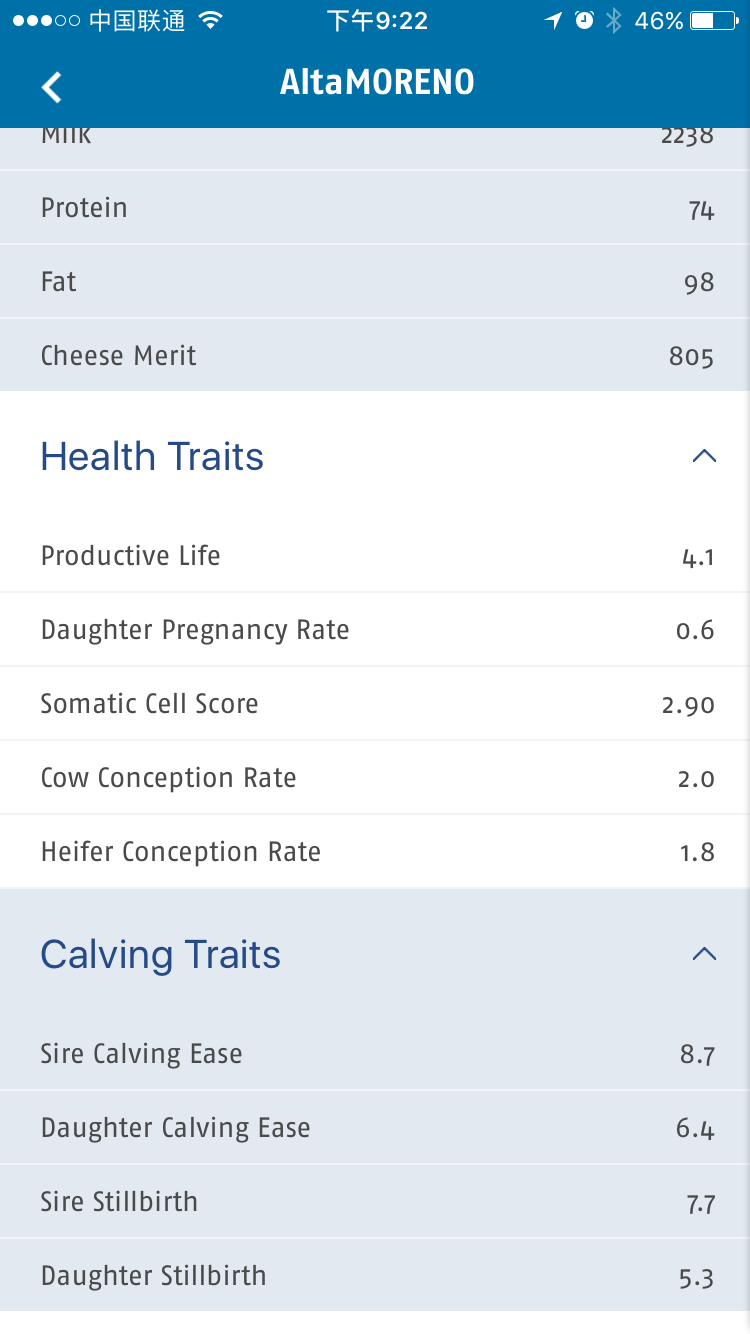 中国联通 下午9:22 46%
AltaMORENO
Milk 2238
Protein 74
Fat 98
Cheese Merit 805
Health Traits
Productive Life 4.1
Daughter Pregnancy Rate 0.6
Somatic Cell Score 2.90
Cow Conception Rate 2.0
Heifer Conception Rate 1.8
Calving Traits
Sire Calving Ease 8.7
Daughter Calving Ease 6.4
Sire Stillbirth 7.7
Daughter Stillbirth 5.3